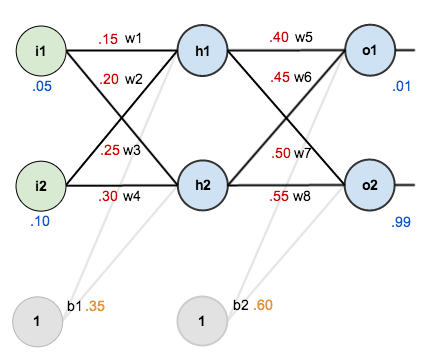 i1 .15 w1 h1 .40 w5 o1
.05 .20 w2 .45 w6 .01
.25 w3 .50 w7
i2 .30 w4 h2 .55 w8 o2
.10 .99
1 b1 .35 1 b2 .60